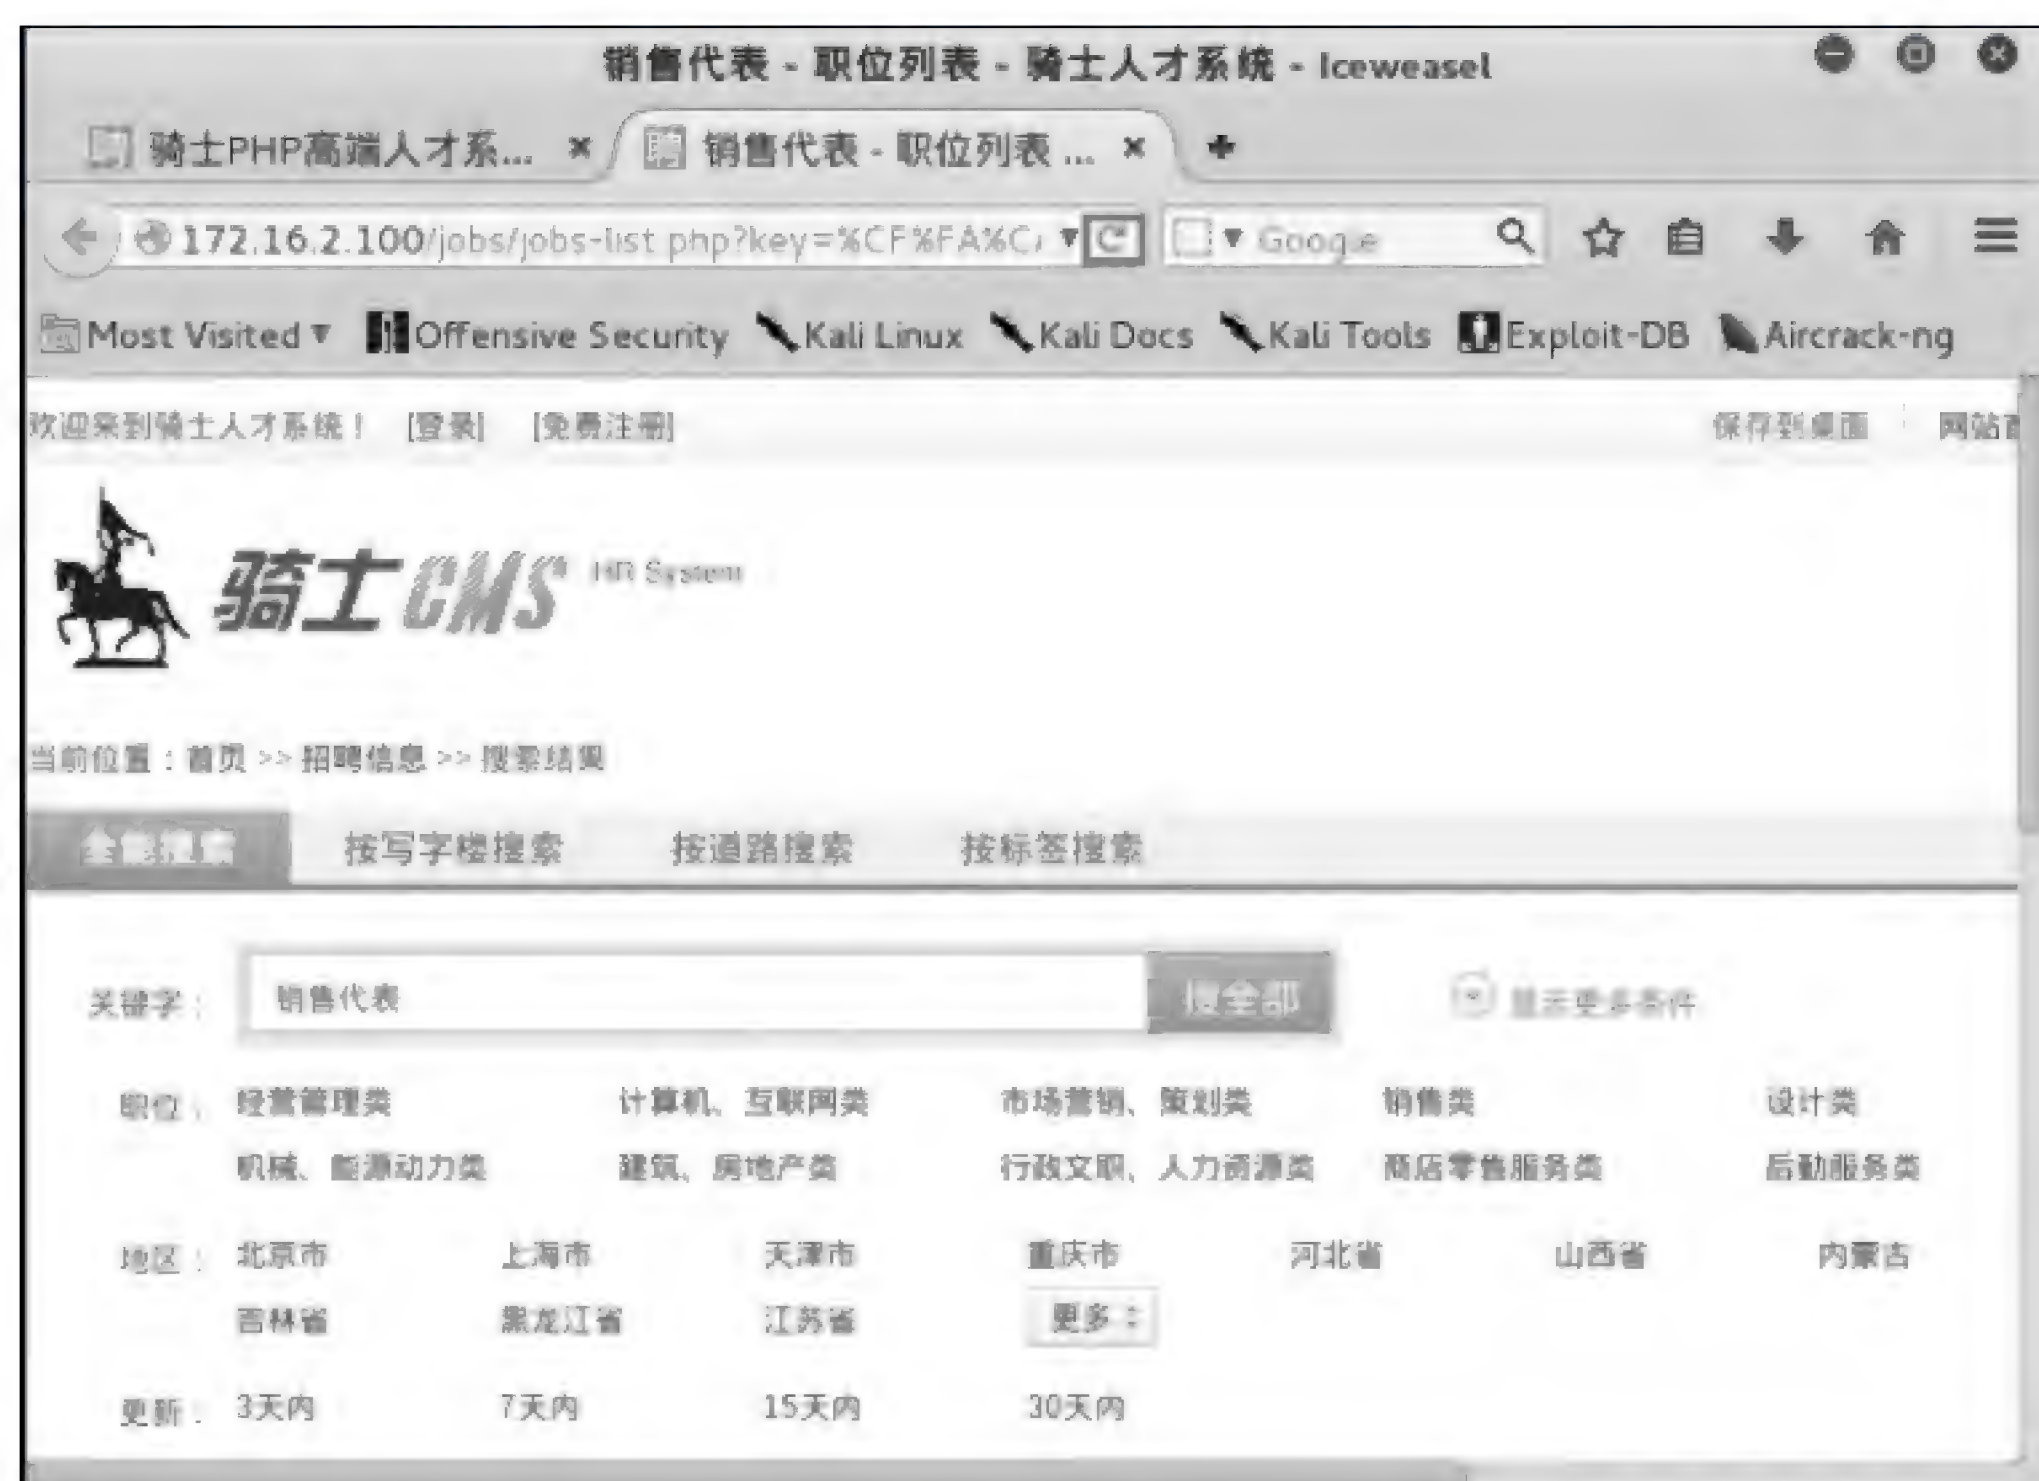 销售代表 - 职位列表 - 骑士人才系统 - Iceweasel
骑士PHP高端人才系... × 销售代表 - 职位列表 ... × +
172.16.2.100/jobs/jobs-list.php?key=%CF%FA%C Google
Most Visited Offensive Security Kali Linux Kali Docs Kali Tools Exploit-DB Aircrack-ng
欢迎来到骑士人才系统! [登录] [免费注册] 保存到桌面 网站首
骑士CMS HR System
当前位置:首页 >> 招聘信息 >> 搜索结果
全能搜索 按写字楼搜索 按道路搜索 按标签搜索
关键字: 销售代表 搜全部 显示更多条件
职位: 经营管理类 计算机、互联网类 市场营销、策划类 销售类 设计类
机械、能源动力类 建筑、房地产类 行政文职、人力资源类 商店零售服务类 后勤服务类
地区: 北京市 上海市 天津市 重庆市 河北省 山西省 内蒙古
吉林省 黑龙江省 江苏省 更多
更新: 3天内 7天内 15天内 30天内